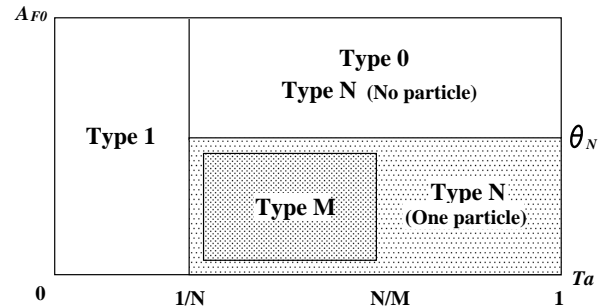 A_F0
Type 0
Type N (No particle)
Type 1
θ_N
Type N
(One particle)
Type M
Ta
0
1/N
N/M
1